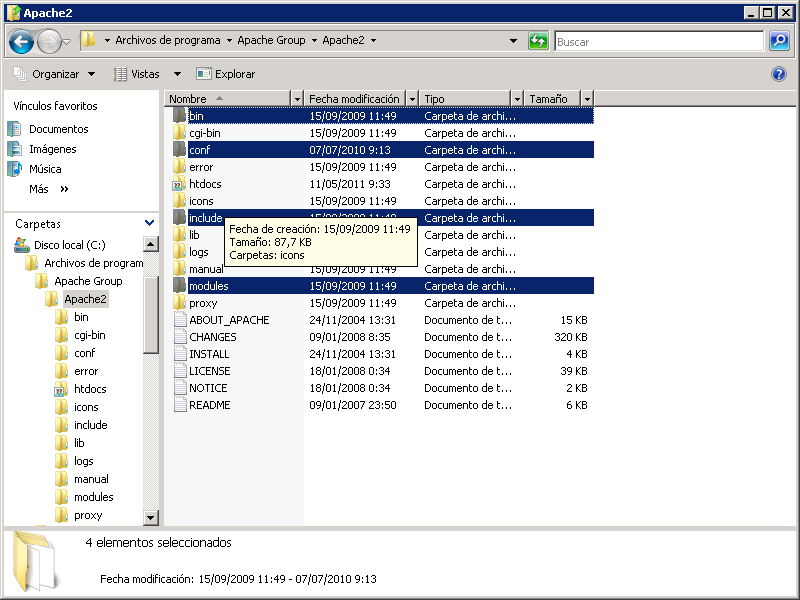 Apache2
Archivos de programa Apache Group Apache2
Buscar
Organizar Vistas Explorar
Vínculos favoritos
Documentos
Imágenes
Música
Más »
Carpetas
Disco local (C:)
Archivos de program
Apache Group
Apache2
bin
cgi-bin
conf
error
htdocs
icons
include
lib
logs
manual
modules
proxy
Nombre Fecha modificación Tipo Tamaño
bin 15/09/2009 11:49 Carpeta de archi...
cgi-bin 15/09/2009 11:49 Carpeta de archi...
conf 07/07/2010 9:13 Carpeta de archi...
error 15/09/2009 11:49 Carpeta de archi...
htdocs 11/05/2011 9:33 Carpeta de archi...
icons 15/09/2009 11:49 Carpeta de archi...
include 15/09/2009 11:49 Carpeta de archi...
lib Carpeta de archi...
logs Carpeta de archi...
manual 15/09/2009 11:49 Carpeta de archi...
modules 15/09/2009 11:49 Carpeta de archi...
proxy 15/09/2009 11:49 Carpeta de archi...
ABOUT_APACHE 24/11/2004 13:31 Documento de t... 15 KB
CHANGES 09/01/2008 8:35 Documento de t... 320 KB
INSTALL 24/11/2004 13:31 Documento de t... 4 KB
LICENSE 18/01/2008 0:34 Documento de t... 39 KB
NOTICE 18/01/2008 0:34 Documento de t... 2 KB
README 09/01/2007 23:50 Documento de t... 6 KB
Fecha de creación: 15/09/2009 11:49
Tamaño: 87,7 KB
Carpetas: icons
4 elementos seleccionados
Fecha modificación: 15/09/2009 11:49 - 07/07/2010 9:13